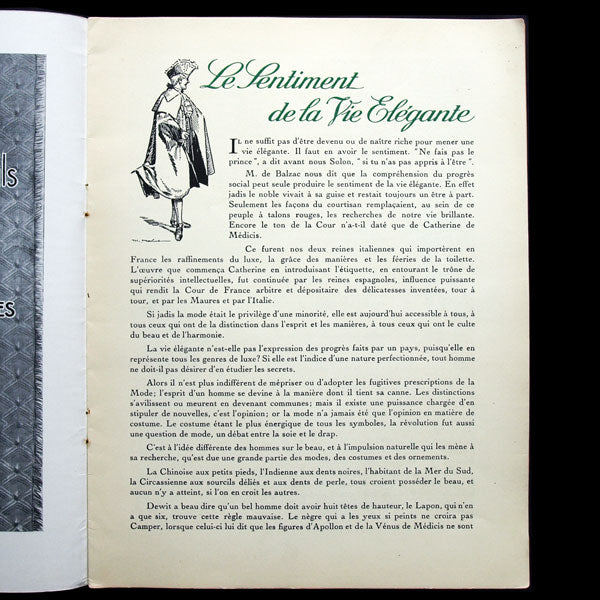 ls
ES
Le Sentiment
de la Vie Elégante
IL ne suffit pas d'être devenu ou de naître riche pour mener une
vie élégante. Il faut en avoir le sentiment. "Ne fais pas le
prince", a dit avant nous Solon, "si tu n'as pas appris à l'être".
M. de Balzac nous dit que la compréhension du progrès
social peut seule produire le sentiment de la vie élégante. En effet
jadis le noble vivait à sa guise et restait toujours un être à part.
Seulement les façons du courtisan remplaçaient, au sein de ce
peuple à talons rouges, les recherches de notre vie brillante.
Encore le ton de la Cour n'a-t-il daté que de Catherine de
Médicis.
Ce furent nos deux reines italiennes qui importèrent en
France les raffinements du luxe, la grâce des manières et les féeries de la toilette.
L'œuvre que commença Catherine en introduisant l'étiquette, en entourant le trône de
supériorités intellectuelles, fut continuée par les reines espagnoles, influence puissante
qui rendit la Cour de France arbitre et dépositaire des délicatesses inventées, tour à
tour, et par les Maures et par l'Italie.
Si jadis la mode était le privilège d'une minorité, elle est aujourd'hui accessible à tous, à
tous ceux qui ont de la distinction dans l'esprit et les manières, à tous ceux qui ont le culte
du beau et de l'harmonie.
La vie élégante n'est-elle pas l'expression des progrès faits par un pays, puisqu'elle en
représente tous les genres de luxe? Si elle est l'indice d'une nature perfectionnée, tout homme
ne doit-il pas désirer d'en étudier les secrets.
Alors il n'est plus indifférent de mépriser ou d'adopter les fugitives prescriptions de la
Mode; l'esprit d'un homme se devine à la manière dont il tient sa canne. Les distinctions
s'avilissent ou meurent en devenant communes; mais il existe une puissance chargée d'en
stipuler de nouvelles, c'est l'opinion; or la mode n'a jamais été que l'opinion en matière de
costume. Le costume étant le plus énergique de tous les symboles, la révolution fut aussi
une question de mode, un débat entre la soie et le drap.
C'est à l'idée différente des hommes sur le beau, et à l'impulsion naturelle qui les mène à
sa recherche, qu'est due une grande partie des modes, des costumes et des ornements.
La Chinoise aux petits pieds, l'Indienne aux dents noires, l'habitant de la Mer du Sud,
la Circassienne aux sourcils déliés et aux dents de perle, tous croient posséder le beau, et
aucun n'y a atteint, si l'on en croit les autres.
Dewit a beau dire qu'un bel homme doit avoir huit têtes de hauteur, le Lapon, qui n'en
a que six, trouve cette règle mauvaise. Le nègre qui a les yeux si peints ne croira pas
Camper, lorsque celui-ci lui dit que les figures d'Apollon et de la Vénus de Médicis ne sont